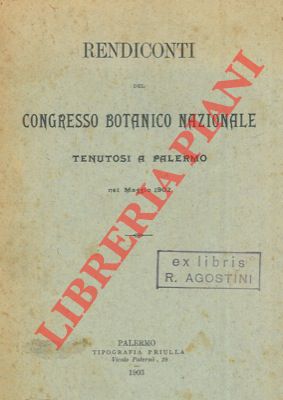 RENDICONTI
DEL
CONGRESSO BOTANICO NAZIONALE
TENUTOSI A PALERMO
nel Maggio 1902.
ex libris
R. AGOSTINI
PALERMO
TIPOGRAFIA PRIULLA
Vicolo Paternò, 28
1903
LIBRERIA PIANI